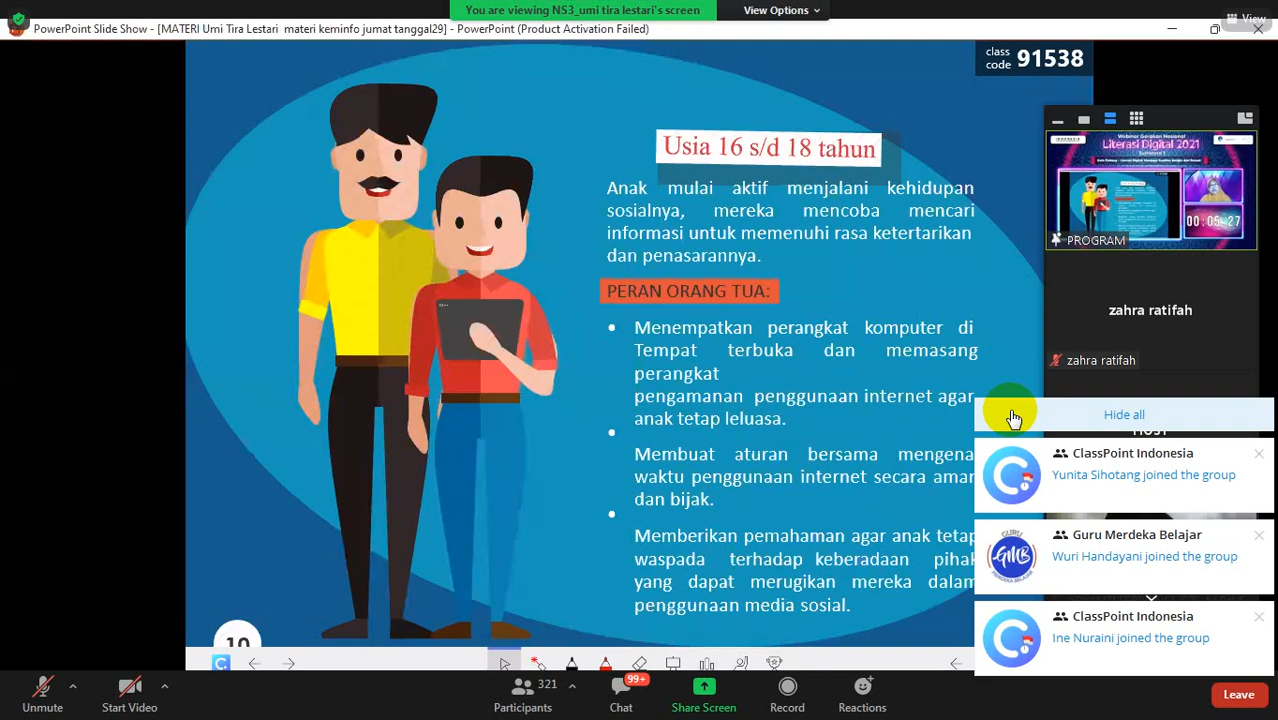 You are viewing NS3_umi tira lestari's screen
View Options
View
PowerPoint Slide Show - [MATERI Umi Tira Lestari materi keminfo jumat tanggal29] - PowerPoint (Product Activation Failed)
class code 91538
Usia 16 s/d 18 tahun
Anak mulai aktif menjalani kehidupan
sosialnya, mereka mencoba mencari
informasi untuk memenuhi rasa ketertarikan
dan penasarannya.
PERAN ORANG TUA:
• Menempatkan perangkat komputer di
Tempat terbuka dan memasang
perangkat
pengamanan penggunaan internet agar
anak tetap leluasa.
•
Membuat aturan bersama mengena
waktu penggunaan internet secara aman
dan bijak.
•
Memberikan pemahaman agar anak tetap
waspada terhadap keberadaan pihak
yang dapat merugikan mereka dalam
penggunaan media sosial.
10
Webinar Gerakan Nasional
Literasi Digital 2021
00:05:27
PROGRAM
zahra ratifah
zahra ratifah
Hide all
ClassPoint Indonesia
Yunita Sihotang joined the group
Guru Merdeka Belajar
Wuri Handayani joined the group
GURU
GMB
ClassPoint Indonesia
Ine Nuraini joined the group
Unmute
Start Video
321
Participants
99+
Chat
Share Screen
Record
Reactions
Leave